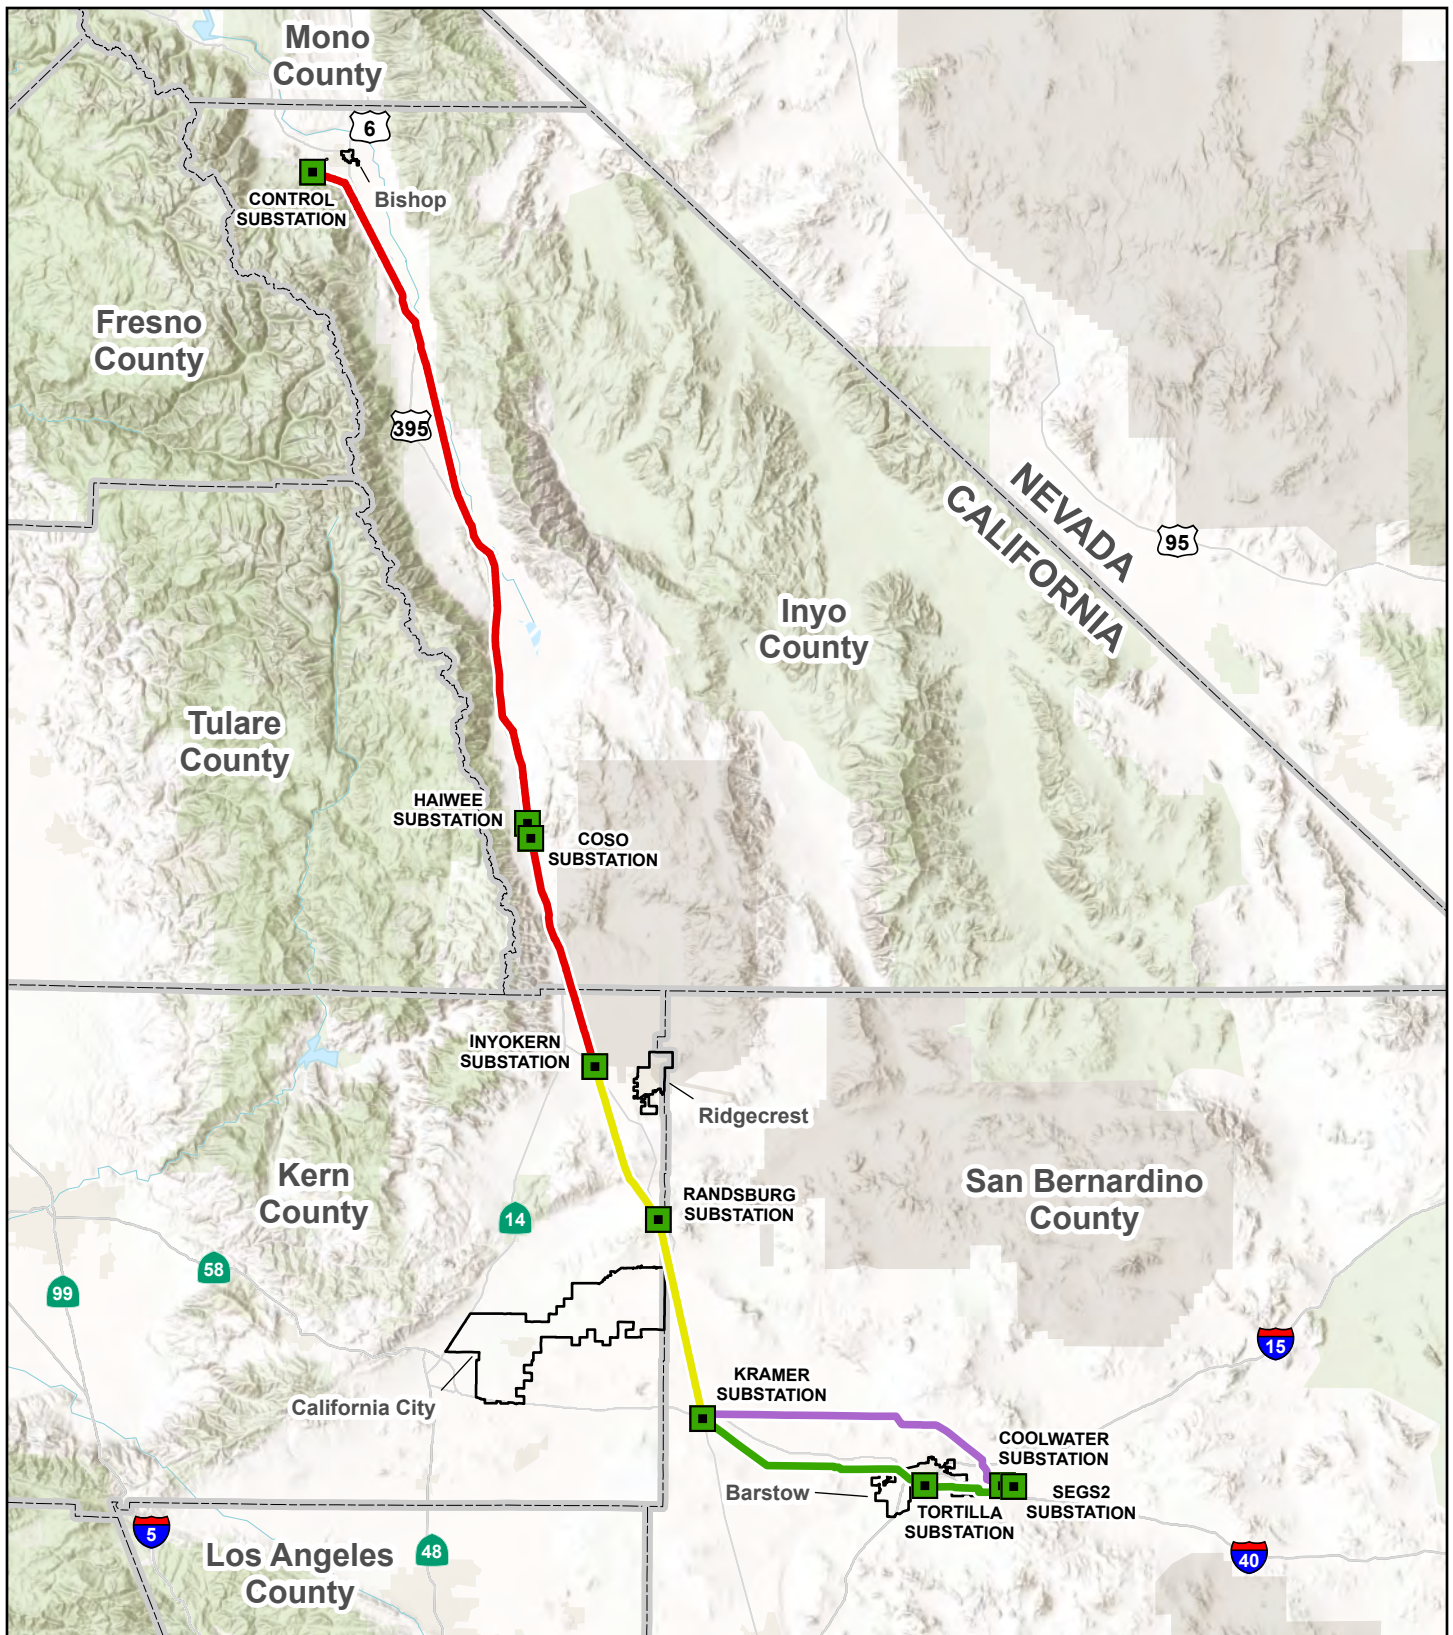 Mono
County
6
CONTROL
SUBSTATION
Bishop
Fresno
County
395
NEVADA
CALIFORNIA
95
Inyo
County
Tulare
County
HAIWEE
SUBSTATION
COSO
SUBSTATION
INYOKERN
SUBSTATION
Ridgecrest
Kern
County
RANDSBURG
SUBSTATION
San Bernardino
County
14
58
99
15
KRAMER
SUBSTATION
California City
COOLWATER
SUBSTATION
Barstow
SEGS2
SUBSTATION
TORTILLA
SUBSTATION
5
Los Angeles
County
48
40